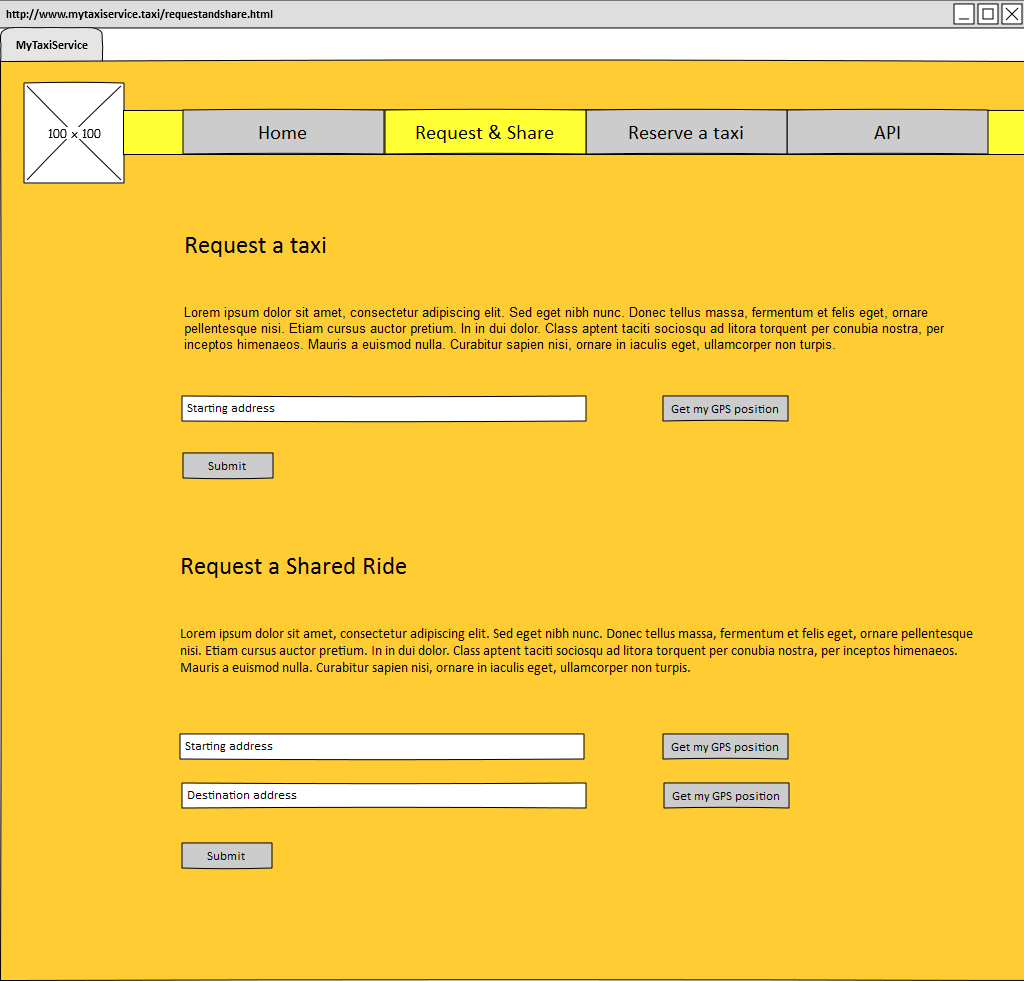 http://www.mytaxiservice.taxi/requestandshare.html
MyTaxiService
100 x 100
Home
Request & Share
Reserve a taxi
API
Request a taxi
Lorem ipsum dolor sit amet, consectetur adipiscing elit. Sed eget nibh nunc. Donec tellus massa, fermentum et felis eget, ornare
pellentesque nisi. Etiam cursus auctor pretium. In in dui dolor. Class aptent taciti sociosqu ad litora torquent per conubia nostra, per
inceptos himenaeos. Mauris a euismod nulla. Curabitur sapien nisi, ornare in iaculis eget, ullamcorper non turpis.
Starting address
Get my GPS position
Submit
Request a Shared Ride
Lorem ipsum dolor sit amet, consectetur adipiscing elit. Sed eget nibh nunc. Donec tellus massa, fermentum et felis eget, ornare pellentesque
nisi. Etiam cursus auctor pretium. In in dui dolor. Class aptent taciti sociosqu ad litora torquent per conubia nostra, per inceptos himenaeos.
Mauris a euismod nulla. Curabitur sapien nisi, ornare in iaculis eget, ullamcorper non turpis.
Starting address
Get my GPS position
Destination address
Get my GPS position
Submit